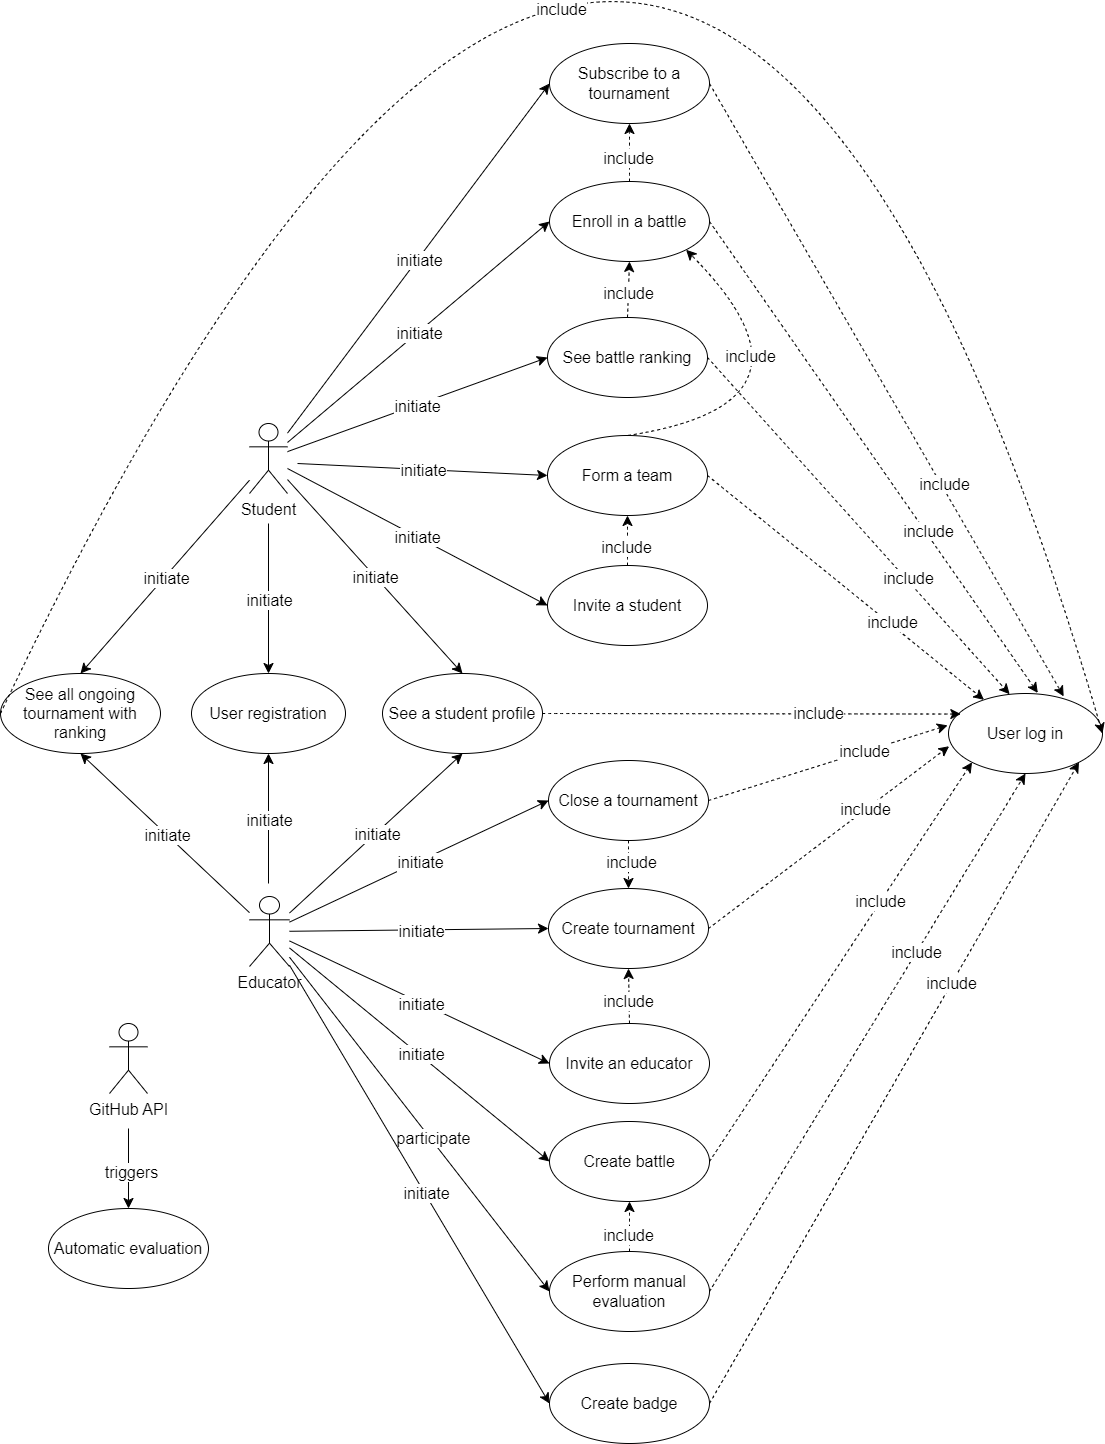 include
Subscribe to a
tournament
include
Enroll in a battle
initiate
include
initiate
See battle ranking
include
initiate
Student
initiate
Form a team
include
include
initiate
include
Invite a student
include
initiate
initiate
initiate
include
See all ongoing
tournament with
ranking
User registration
See a student profile
include
User log in
include
Close a tournament
initiate
initiate
initiate
initiate
include
include
Create tournament
initiate
include
Educator
include
include
include
initiate
Invite an educator
initiate
GitHub API
participate
Create battle
triggers
initiate
include
Automatic evaluation
Perform manual
evaluation
Create badge